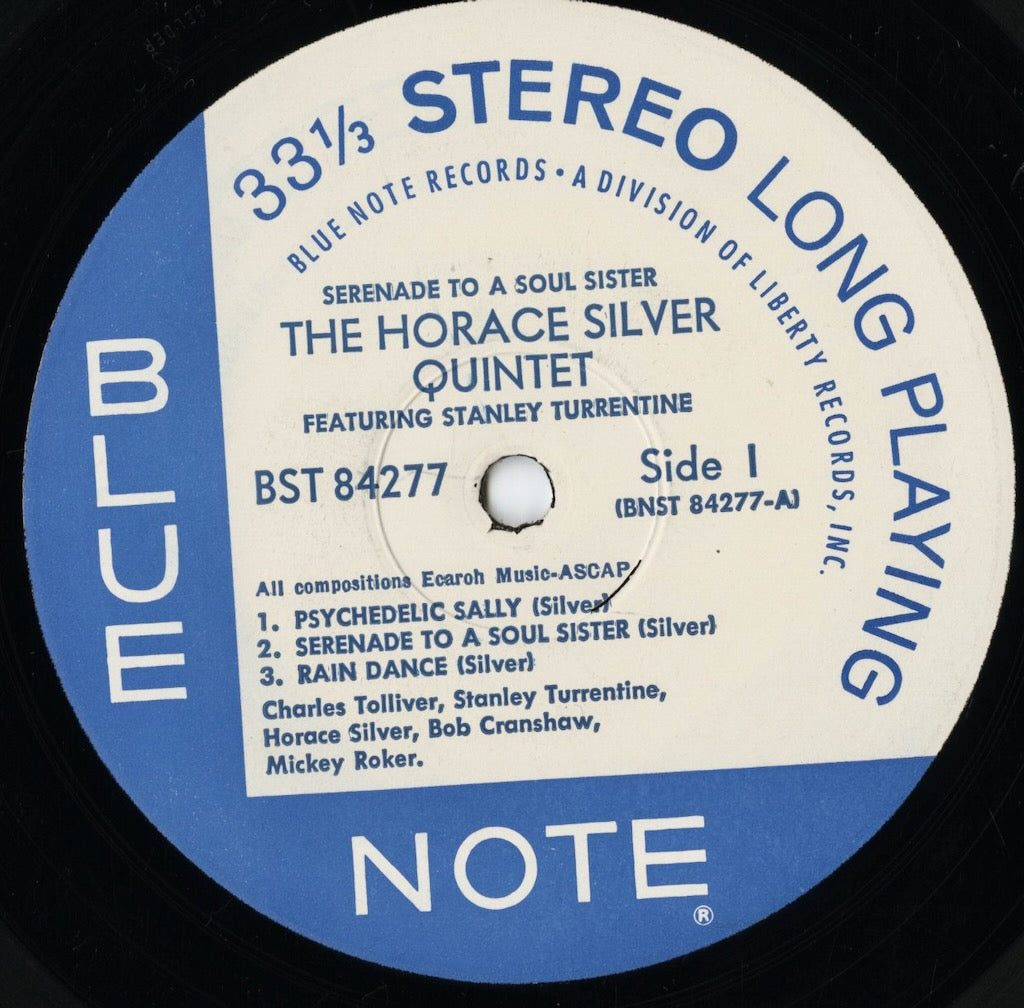 33⅓ STEREO LONG PLAYING
BLUE NOTE RECORDS • A DIVISION OF LIBERTY RECORDS, INC.
SERENADE TO A SOUL SISTER
THE HORACE SILVER
QUINTET
FEATURING STANLEY TURRENTINE
BST 84277
Side 1
(BNST 84277-A)
All compositions Ecaroh Music-ASCAP
1. PSYCHEDELIC SALLY (Silver)
2. SERENADE TO A SOUL SISTER (Silver)
3. RAIN DANCE (Silver)
Charles Tolliver, Stanley Turrentine,
Horace Silver, Bob Cranshaw,
Mickey Roker.
BLUE
NOTE ®